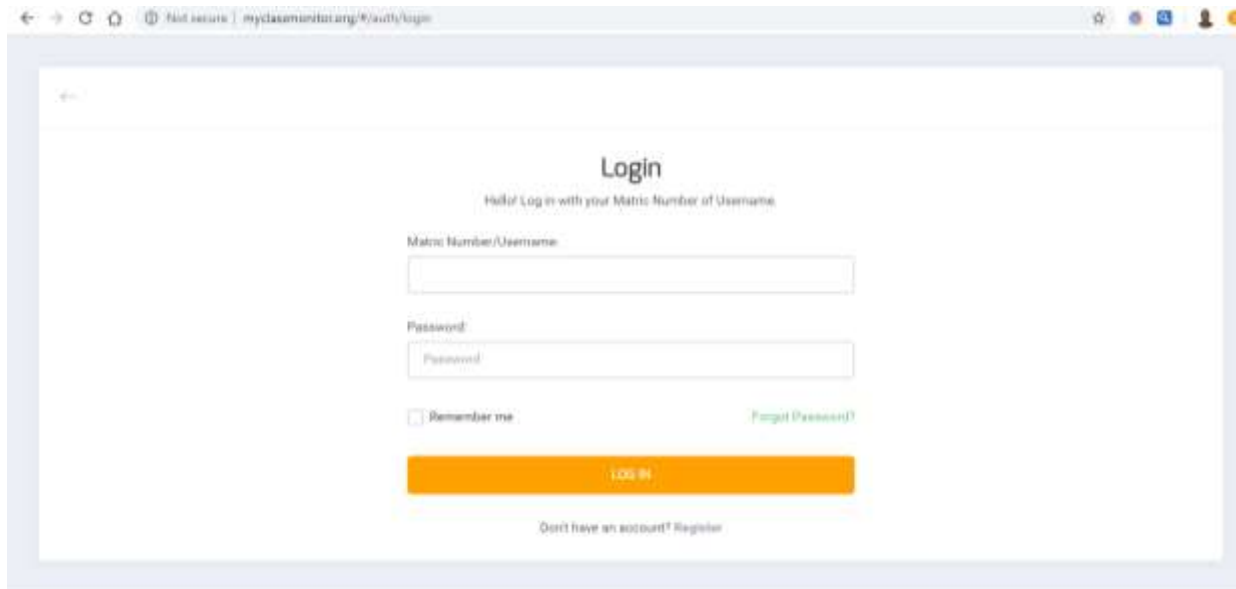 Not secure | myclassmonitor.org/#/auth/login
Login
Hello! Log in with your Matric Number of Username.
Matric Number/Username:
Password:
Password
Remember me
Forgot Password?
LOG IN
Don't have an account? Register